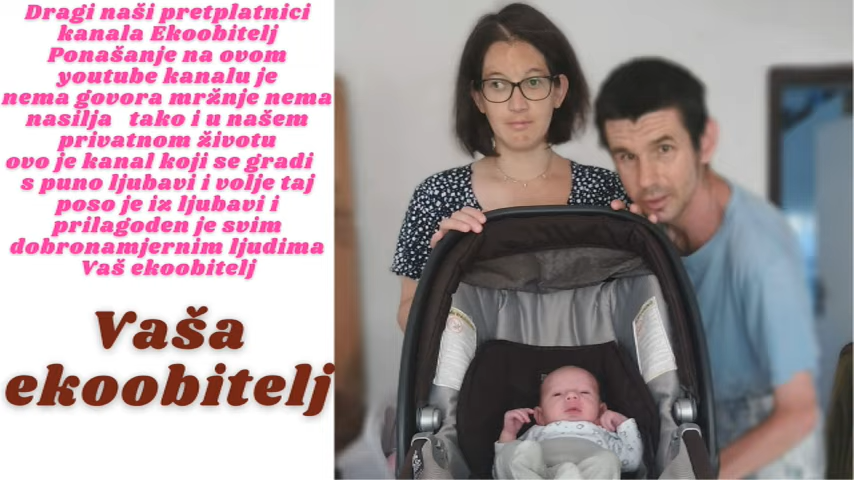 Dragi naši pretplatnici
kanala Ekoobitelj
Ponašanje na ovom
youtube kanalu je
nema govora mržnje nema
nasilja tako i u našem
privatnom životu
ovo je kanal koji se gradi
s puno ljubavi i volje taj
poso je iz ljubavi i
prilagođen je svim
dobronamjernim ljudima
Vaš ekoobitelj
Vaša
ekoobitelj